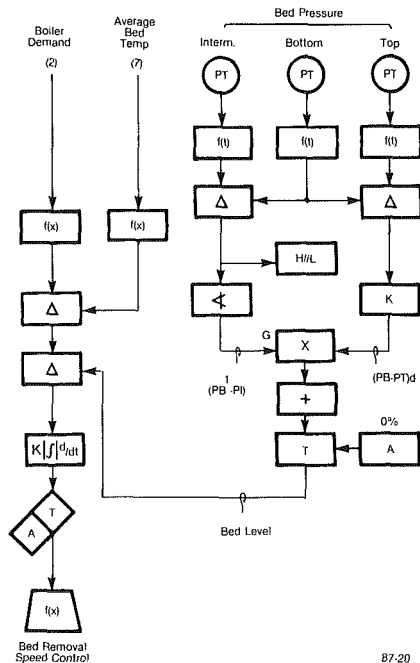 Bed Pressure
Boiler Demand
Average Bed Temp
Interm.
Bottom
Top
(2)
(7)
PT
PT
PT
f(t)
f(t)
f(t)
Δ
Δ
f(x)
f(x)
H//L
Δ
K
G
X
1
(PB -PI)
(PB-PT)d
Δ
+
0%
K ∫ d/dt
T
A
T
A
Bed Level
f(x)
Bed Removal
Speed Control
87-20